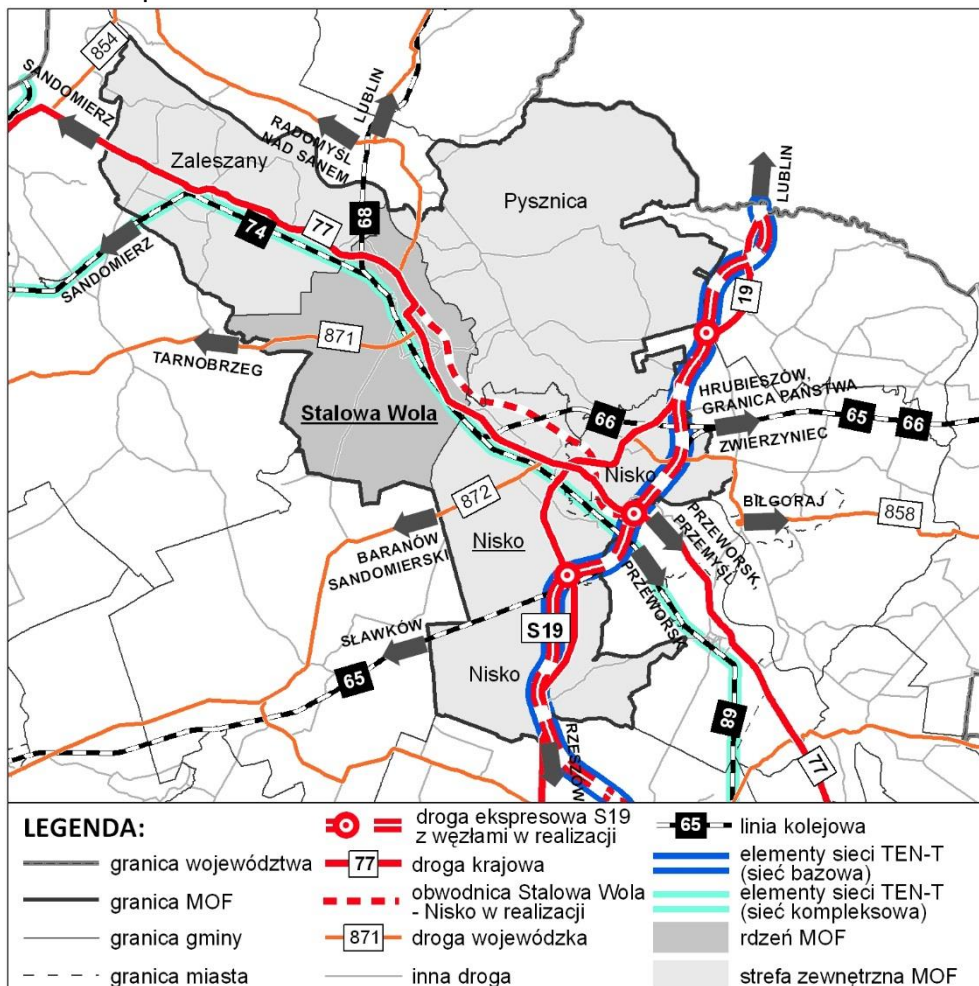 854
SANDOMIERZ
LUBLIN
RADOMYŚL
NAD SANEM
Zaleszany
Pysznica
LUBLIN
68
77
74
SANDOMIERZ
19
871
TARNOBRZEG
HRUBIESZÓW,
GRANICA PAŃSTWA
Stalowa Wola
66
65
66
ZWIERZYNIEC
Nisko
872
BIŁGORAJ
858
BARANÓW
SANDOMIERSKI
Nisko
PRZEWORSK,
PRZEMYŚL
PRZEWORSK
SŁAWKÓW
S19
65
Nisko
89
RZESZÓW
77
LEGENDA:
granica województwa
granica MOF
granica gminy
granica miasta
droga ekspresowa S19
z węzłami w realizacji
77 droga krajowa
obwodnica Stalowa Wola
- Nisko w realizacji
871 droga wojewódzka
inna droga
65 linia kolejowa
elementy sieci TEN-T
(sieć bazowa)
elementy sieci TEN-T
(sieć kompleksowa)
rdzeń MOF
strefa zewnętrzna MOF